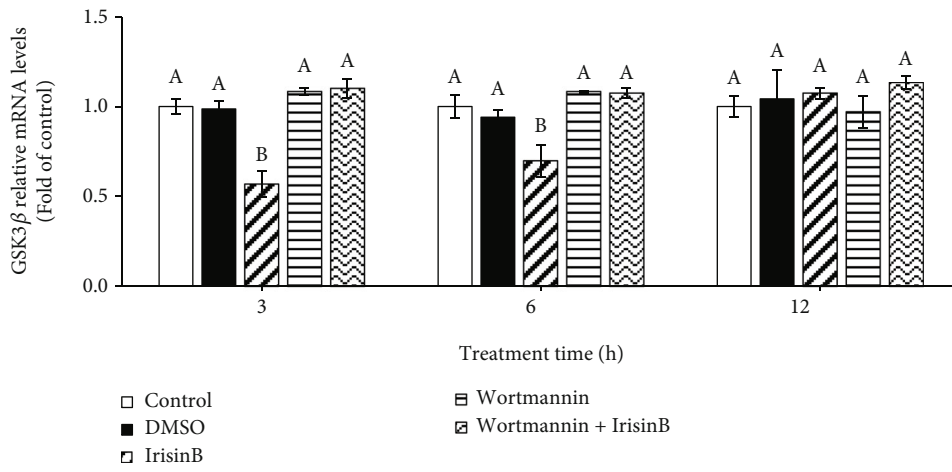 GSK3β relative mRNA levels
(Fold of control)
1.5
1.0
0.5
0.0
A A B A A
A A B A A
A A A A A
3 6 12
Treatment time (h)
Control
DMSO
IrisinB
Wortmannin
Wortmannin + IrisinB